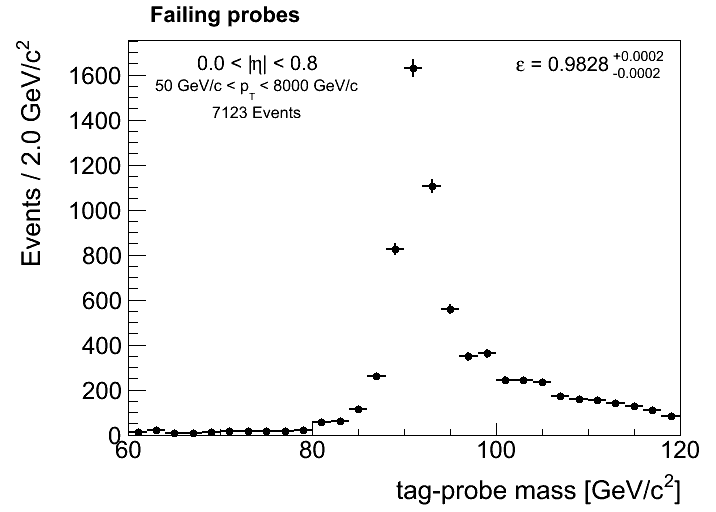 Failing probes
0.0 < |η| < 0.8
50 GeV/c < p_T < 8000 GeV/c
7123 Events
ε = 0.9828 +0.0002 -0.0002
Events / 2.0 GeV/c²
1600
1400
1200
1000
800
600
400
200
0
60 80 100 120
tag-probe mass [GeV/c²]